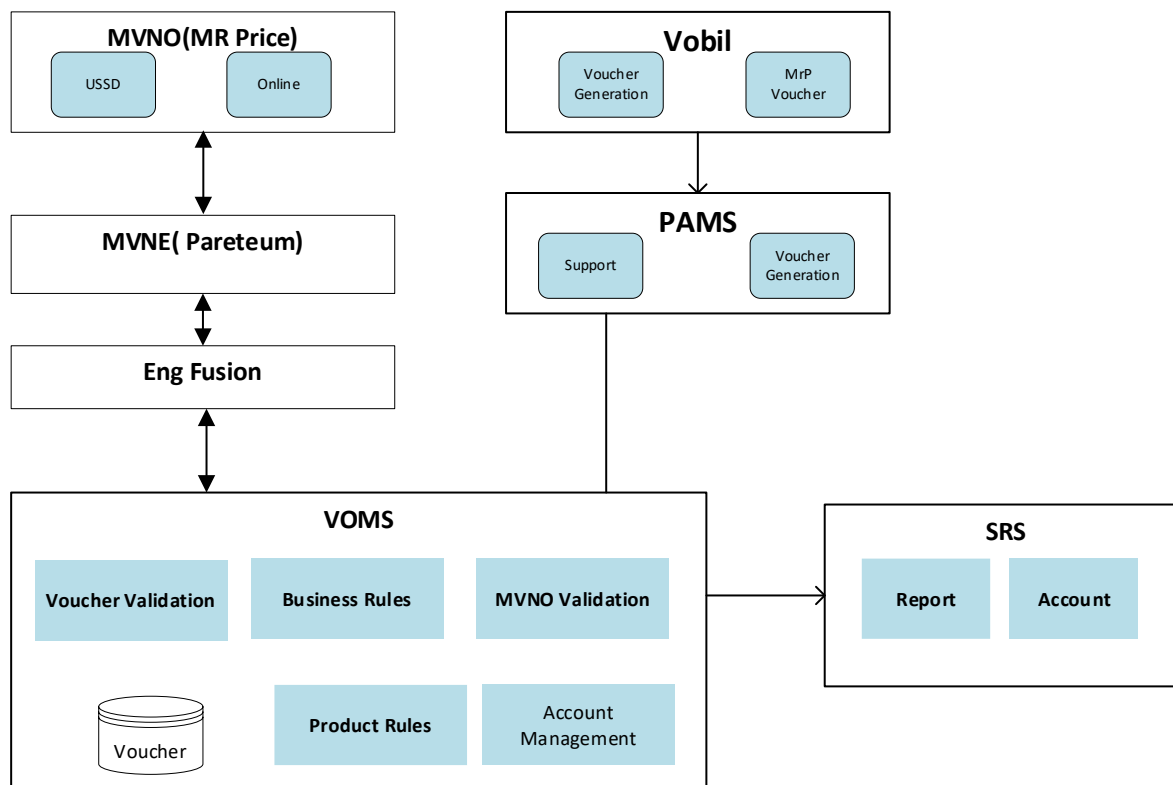 MVNO(MR Price)
USSD
Online
MVNE( Pareteum)
Eng Fusion
Vobil
Voucher
Generation
MrP
Voucher
PAMS
Support
Voucher
Generation
VOMS
Voucher Validation
Business Rules
MVNO Validation
Voucher
Product Rules
Account
Management
SRS
Report
Account